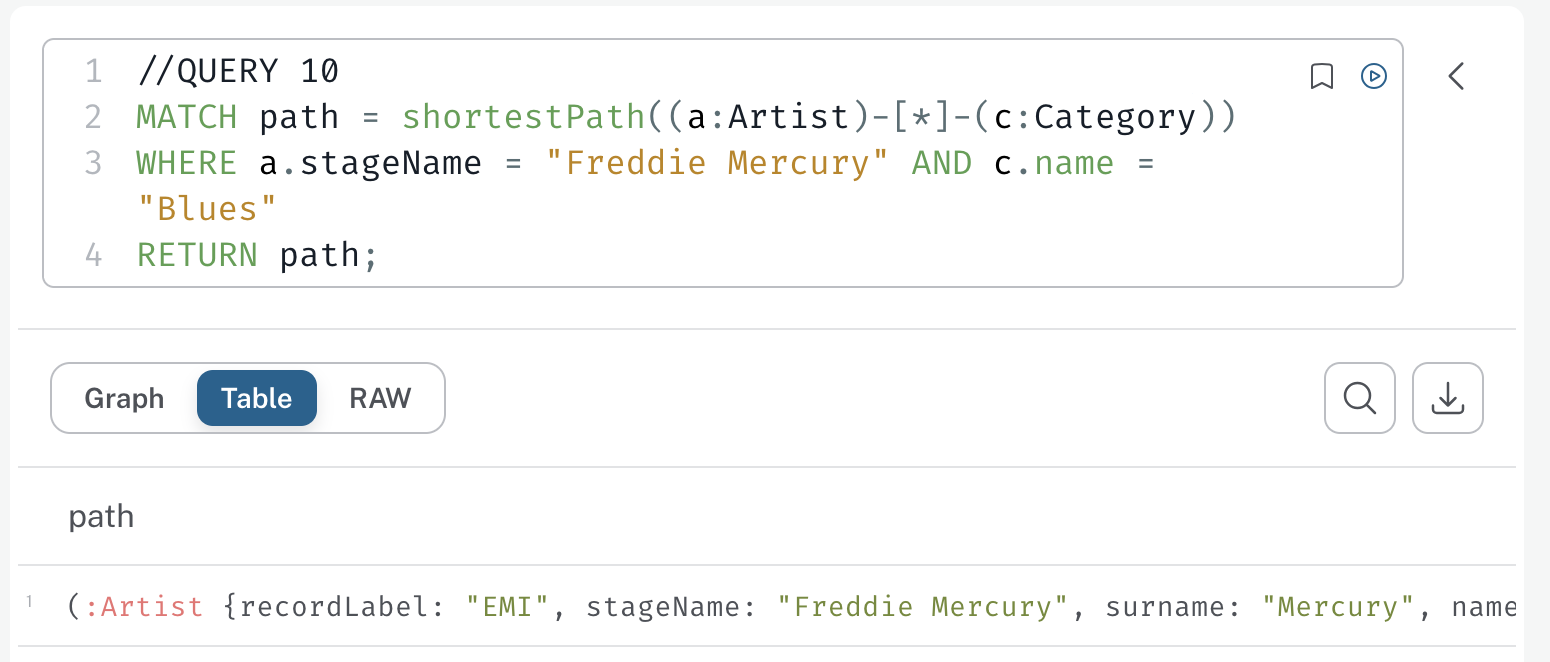 1 //QUERY 10
2 MATCH path = shortestPath((a:Artist)-[*]-(c:Category))
3 WHERE a.stageName = "Freddie Mercury" AND c.name =
"Blues"
4 RETURN path;
Graph Table RAW
path
1 (:Artist {recordLabel: "EMI", stageName: "Freddie Mercury", surname: "Mercury", name